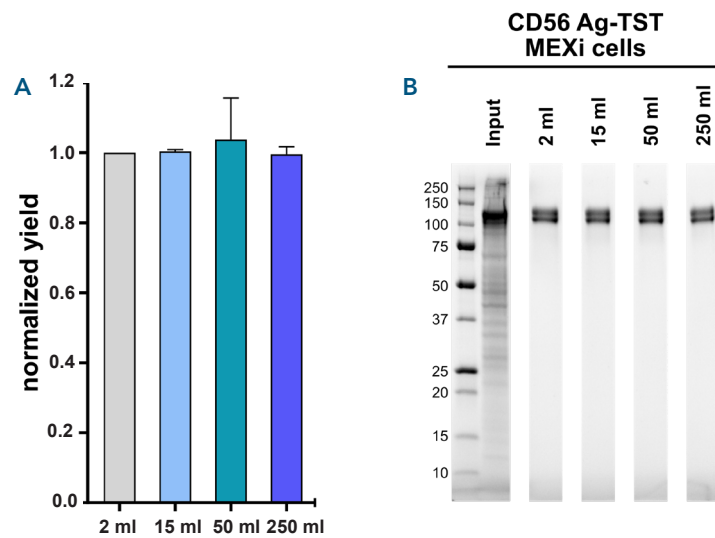 CD56 Ag-TST
MEXi cells
A
B
normalized yield
1.2
1.0
0.8
0.6
0.4
0.2
0.0
2 ml 15 ml 50 ml 250 ml
Input 2 ml 15 ml 50 ml 250 ml
250
150
100
75
50
37
25
20
15
10